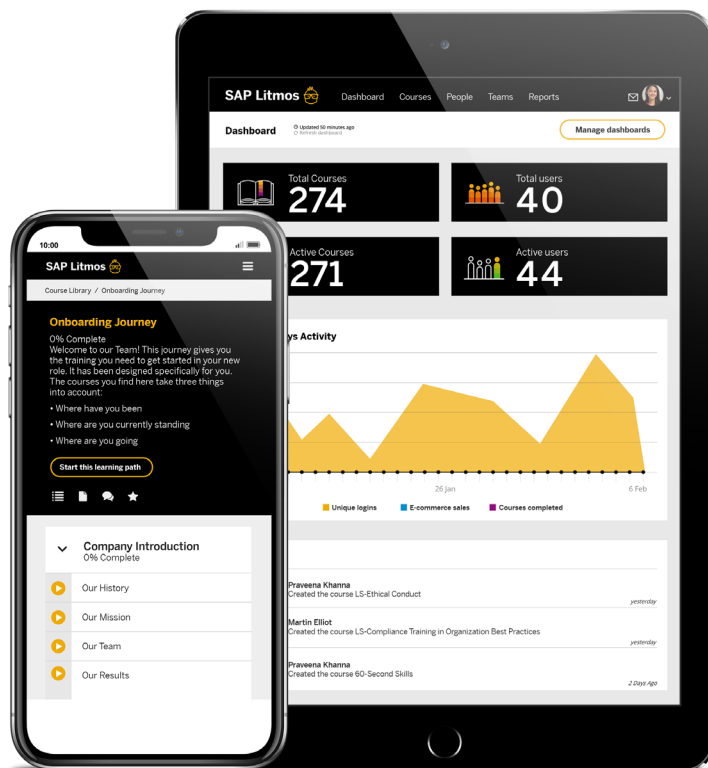 SAP Litmos
Dashboard Courses People Teams Reports
Dashboard
Updated 50 minutes ago
Refresh dashboard
Manage dashboards
Total Courses
274
Total users
40
Active Courses
271
Active users
44
ys Activity
26 Jan
6 Feb
Unique logins
E-commerce sales
Courses completed
Praveena Khanna
Created the course LS-Ethical Conduct
yesterday
Martin Elliot
Created the course LS-Compliance Training in Organization Best Practices
yesterday
Praveena Khanna
Created the course 60-Second Skills
2 Days Ago
10:00
SAP Litmos
Course Library / Onboarding Journey
Onboarding Journey
0% Complete
Welcome to our Team! This journey gives you
the training you need to get started in your new
role. It has been designed specifically for you.
The courses you find here take three things
into account:
• Where have you been
• Where are you currently standing
• Where are you going
Start this learning path
Company Introduction
0% Complete
Our History
Our Mission
Our Team
Our Results